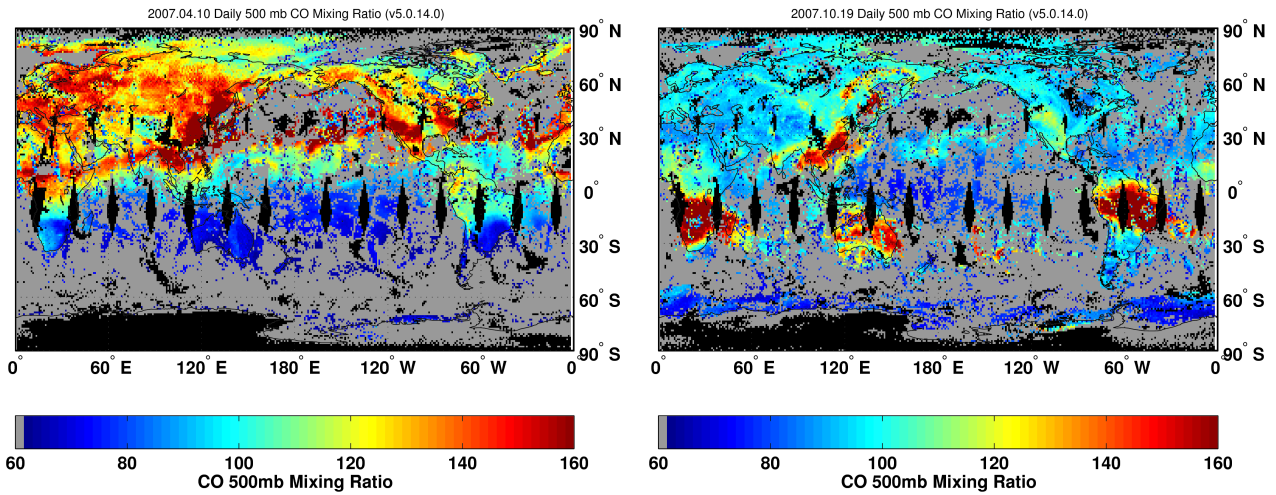 2007.04.10 Daily 500 mb CO Mixing Ratio (v5.0.14.0)
90° N
60° N
30° N
0°
30° S
60° S
90° S
0° 60° E 120° E 180° E 120° W 60° W 0°
60 80 100 120 140 160
CO 500mb Mixing Ratio
2007.10.19 Daily 500 mb CO Mixing Ratio (v5.0.14.0)
90° N
60° N
30° N
0°
30° S
60° S
90° S
0° 60° E 120° E 180° E 120° W 60° W 0°
60 80 100 120 140 160
CO 500mb Mixing Ratio